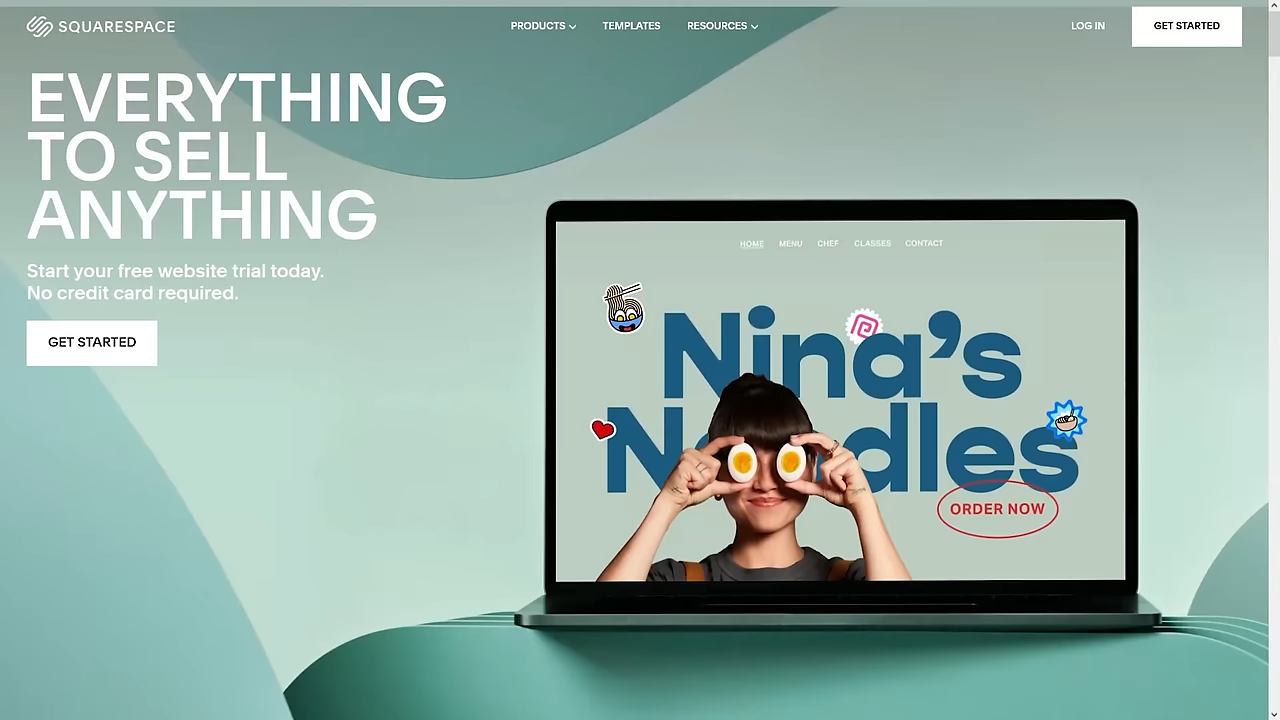 SQUARESPACE
PRODUCTS
TEMPLATES
RESOURCES
LOG IN
GET STARTED
EVERYTHING
TO SELL
ANYTHING
Start your free website trial today.
No credit card required.
GET STARTED
HOME MENU CHEF CLASSES CONTACT
Nina's
Noodles
ORDER NOW